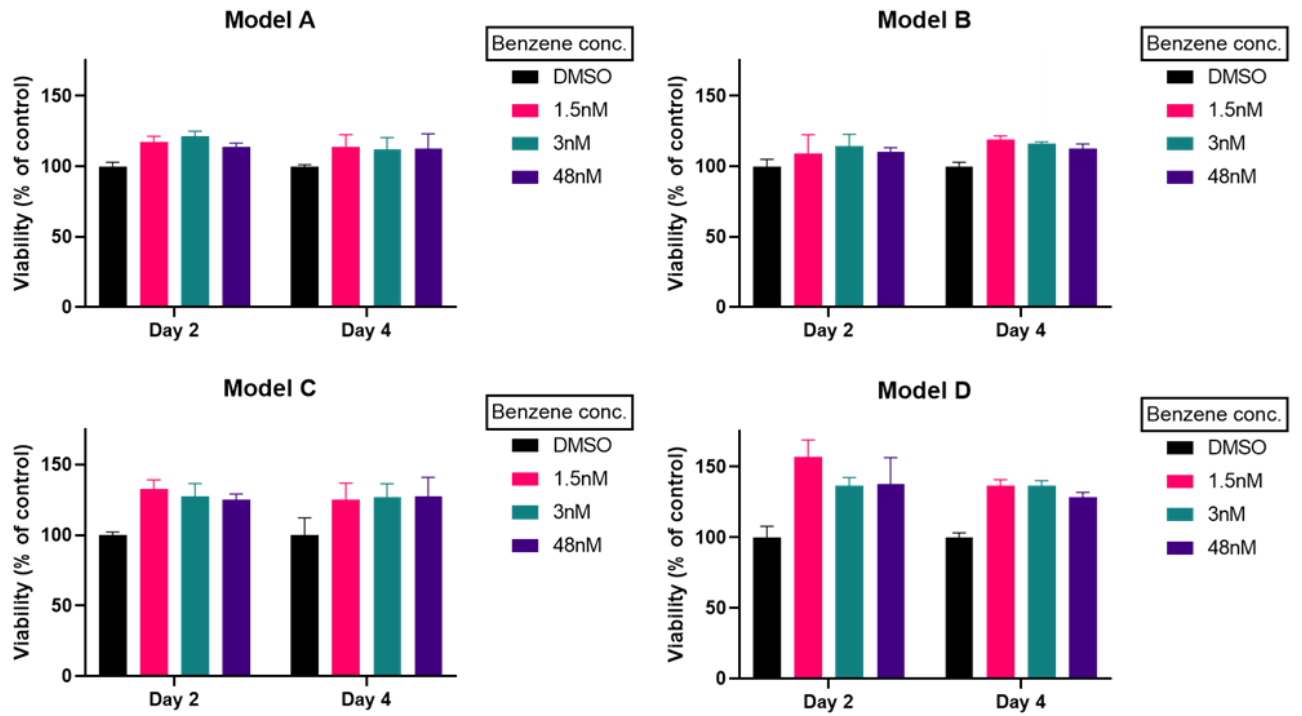 Model A
Benzene conc.
DMSO
1.5nM
3nM
48nM
Viability (% of control)
150
100
50
0
Day 2
Day 4
Model B
Benzene conc.
DMSO
1.5nM
3nM
48nM
Viability (% of control)
150
100
50
0
Day 2
Day 4
Model C
Benzene conc.
DMSO
1.5nM
3nM
48nM
Viability (% of control)
150
100
50
0
Day 2
Day 4
Model D
Benzene conc.
DMSO
1.5nM
3nM
48nM
Viability (% of control)
150
100
50
0
Day 2
Day 4